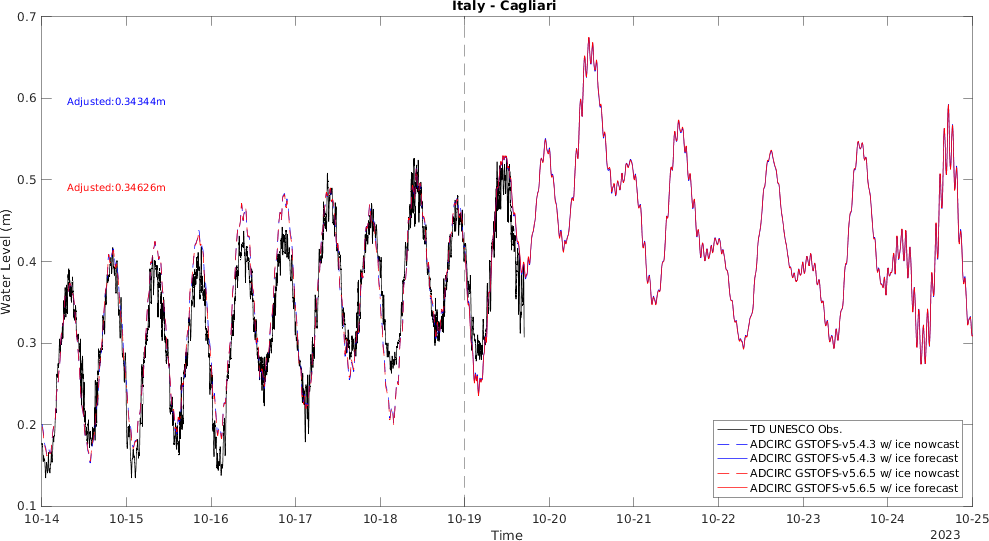 Italy - Cagliari
0.7
0.6
0.5
0.4
0.3
0.2
0.1
Water Level (m)
Adjusted:0.34344m
Adjusted:0.34626m
TD UNESCO Obs.
ADCIRC GSTOFS-v5.4.3 w/ ice nowcast
ADCIRC GSTOFS-v5.4.3 w/ ice forecast
ADCIRC GSTOFS-v5.6.5 w/ ice nowcast
ADCIRC GSTOFS-v5.6.5 w/ ice forecast
10-14 10-15 10-16 10-17 10-18 10-19 10-20 10-21 10-22 10-23 10-24 10-25
Time
2023